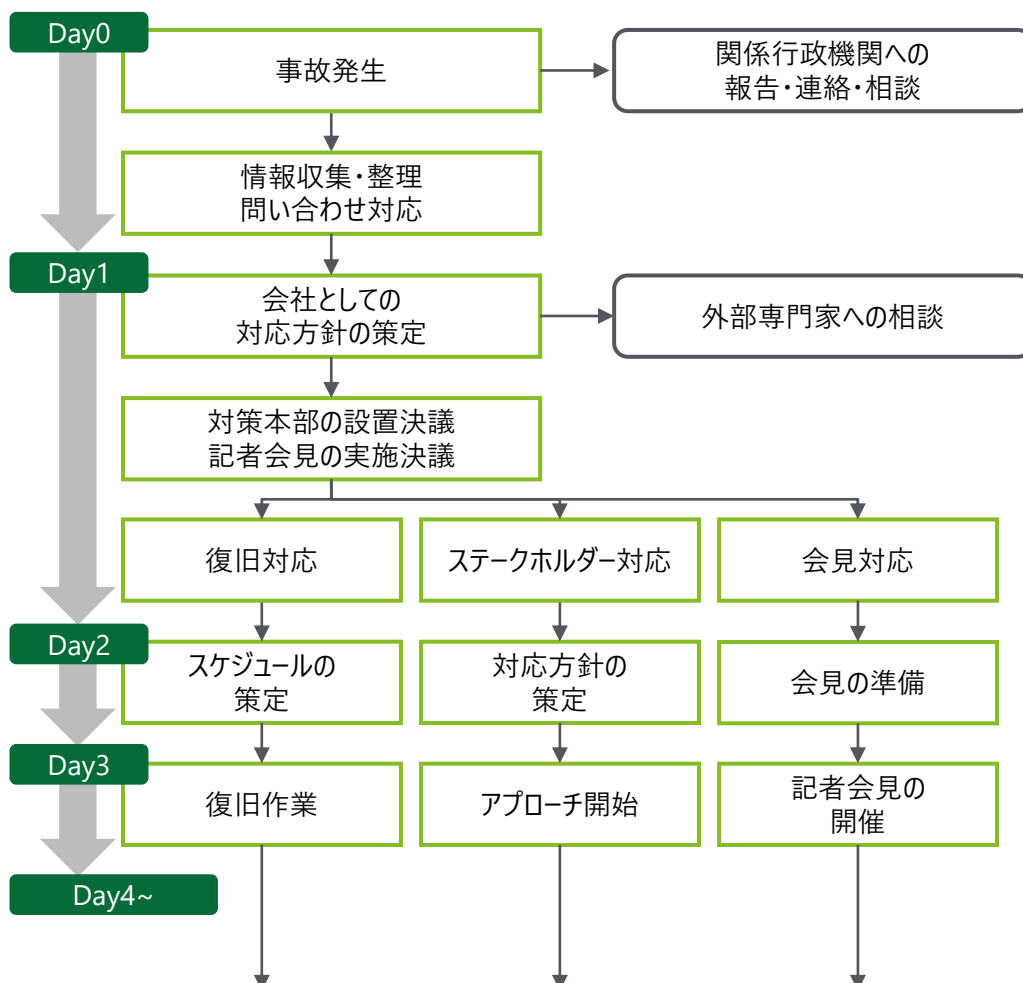 Day0
事故発生
関係行政機関への
報告・連絡・相談
情報収集・整理
問い合わせ対応
Day1
会社としての
対応方針の策定
外部専門家への相談
対策本部の設置決議
記者会見の実施決議
復旧対応
ステークホルダー対応
会見対応
Day2
スケジュールの
策定
対応方針の
策定
会見の準備
Day3
復旧作業
アプローチ開始
記者会見の
開催
Day4~